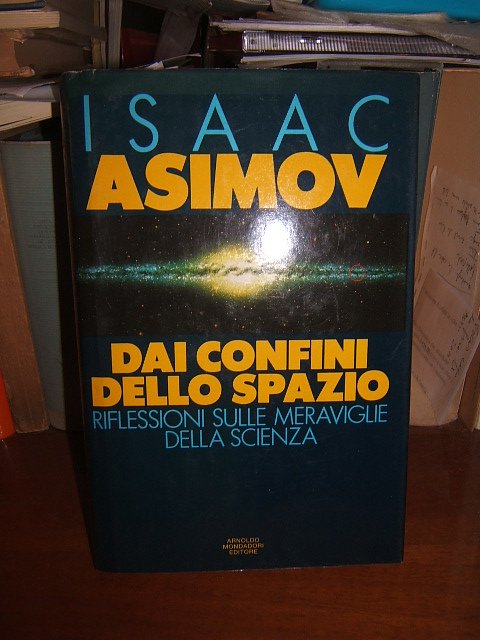 ISAAC
ASIMOV
DAI CONFINI
DELLO SPAZIO
RIFLESSIONI SULLE MERAVIGLIE
DELLA SCIENZA
ARNOLDO
MONDADORI
EDITORE